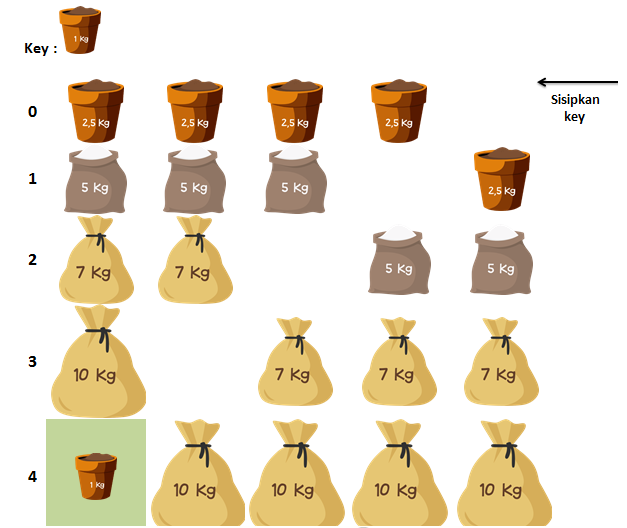 Key : 1 Kg
Sisipkan
key
0 2,5 Kg 2,5 Kg 2,5 Kg 2,5 Kg
1 5 Kg 5 Kg 5 Kg 2,5 Kg
2 7 Kg 7 Kg 5 Kg 5 Kg
3 10 Kg 7 Kg 7 Kg 7 Kg
4 1 Kg 10 Kg 10 Kg 10 Kg 10 Kg